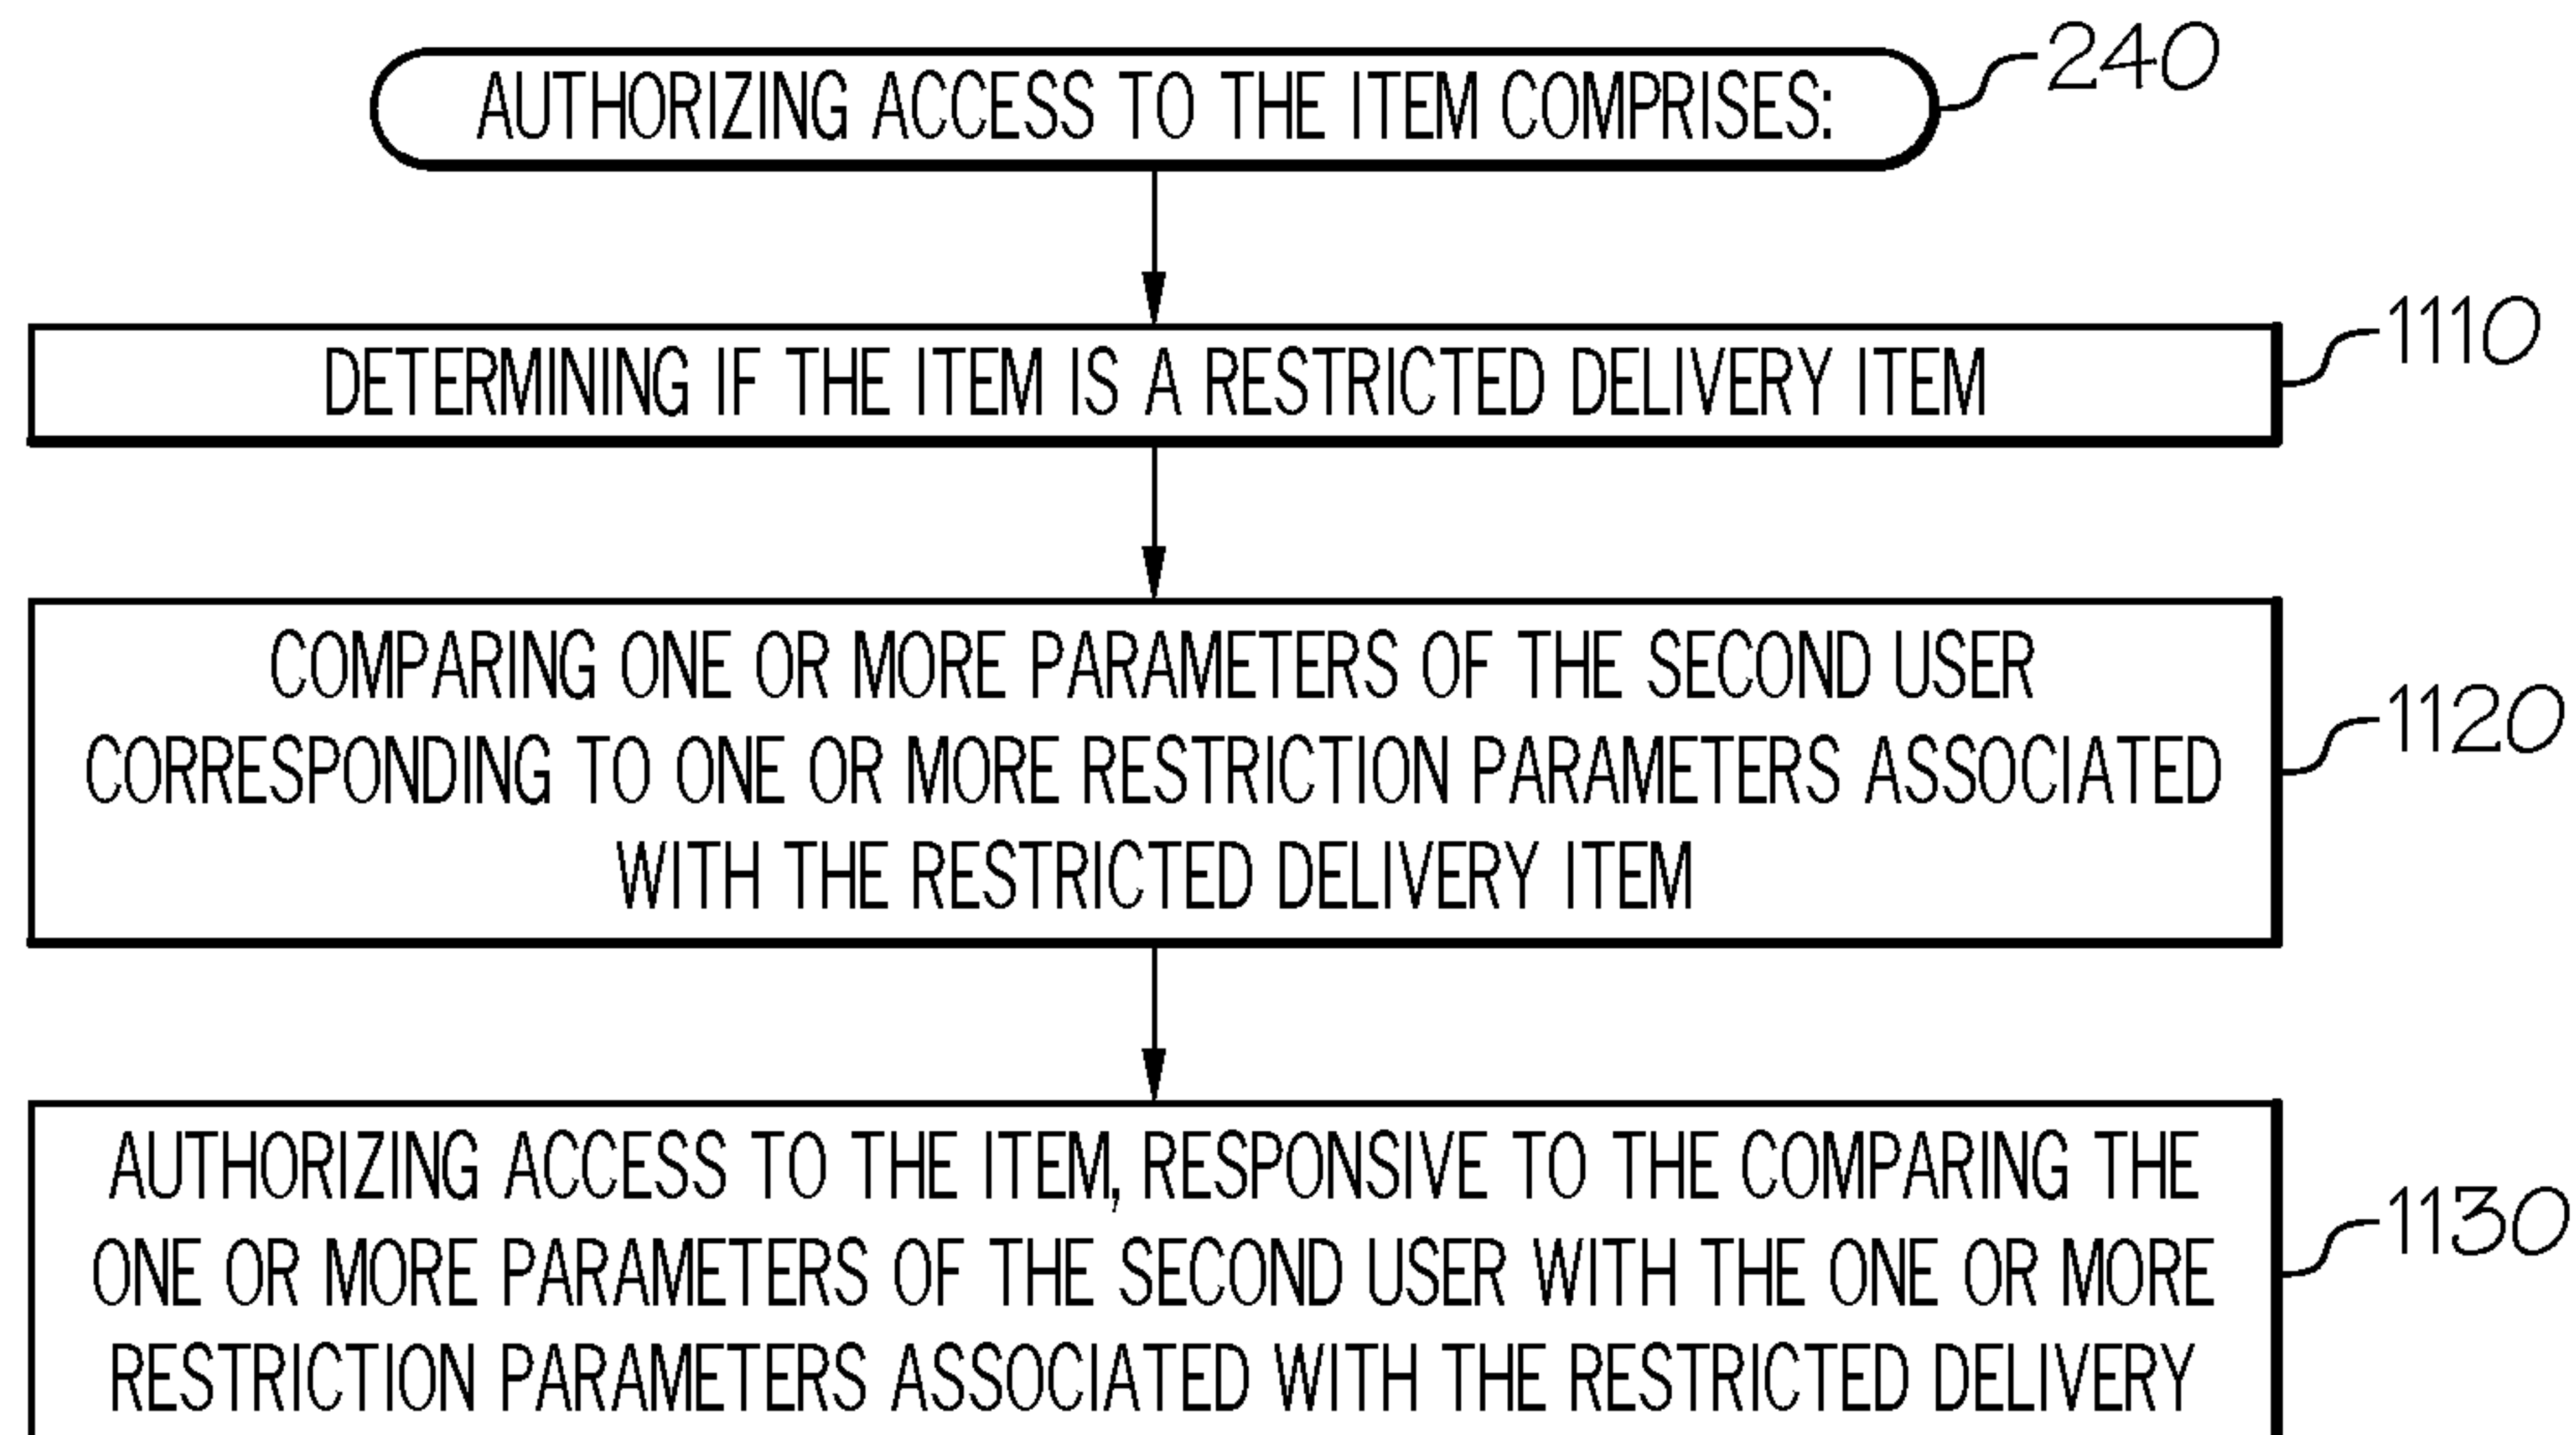 AUTHORIZING ACCESS TO THE ITEM COMPRISES:
240
DETERMINING IF THE ITEM IS A RESTRICTED DELIVERY ITEM
1110
COMPARING ONE OR MORE PARAMETERS OF THE SECOND USER
CORRESPONDING TO ONE OR MORE RESTRICTION PARAMETERS ASSOCIATED
WITH THE RESTRICTED DELIVERY ITEM
1120
AUTHORIZING ACCESS TO THE ITEM, RESPONSIVE TO THE COMPARING THE
ONE OR MORE PARAMETERS OF THE SECOND USER WITH THE ONE OR MORE
RESTRICTION PARAMETERS ASSOCIATED WITH THE RESTRICTED DELIVERY
1130